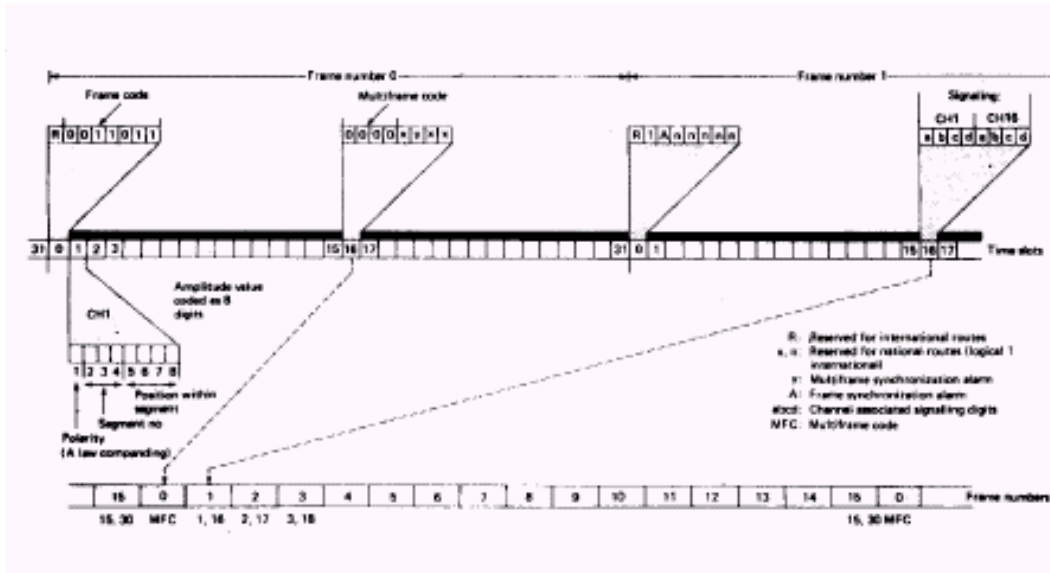 Frame number 0 Frame number 1
Frame code Multiframe code Signalling:
CH1 CH16
R 0 0 1 1 0 1 1 0 0 0 0 x y x x R 1 A n n n n n a b c d a b c d
31 0 1 2 3 15 16 17 31 0 1 15 16 17 Time slots
Amplitude value
coded as 8
digits
CH1
1 2 3 4 5 6 7 8
Position within
segment
Segment no
Polarity
(A law companding)
R: Reserved for international routes
x, n: Reserved for national routes (logical 1
international)
y: Multiframe synchronization alarm
A: Frame synchronization alarm
abcd: Channel associated signalling digits
MFC: Multiframe code
15 0 1 2 3 4 5 6 7 8 9 10 11 12 13 14 15 0 Frame numbers
15, 30 MFC 1, 16 2, 17 3, 18 15, 30 MFC